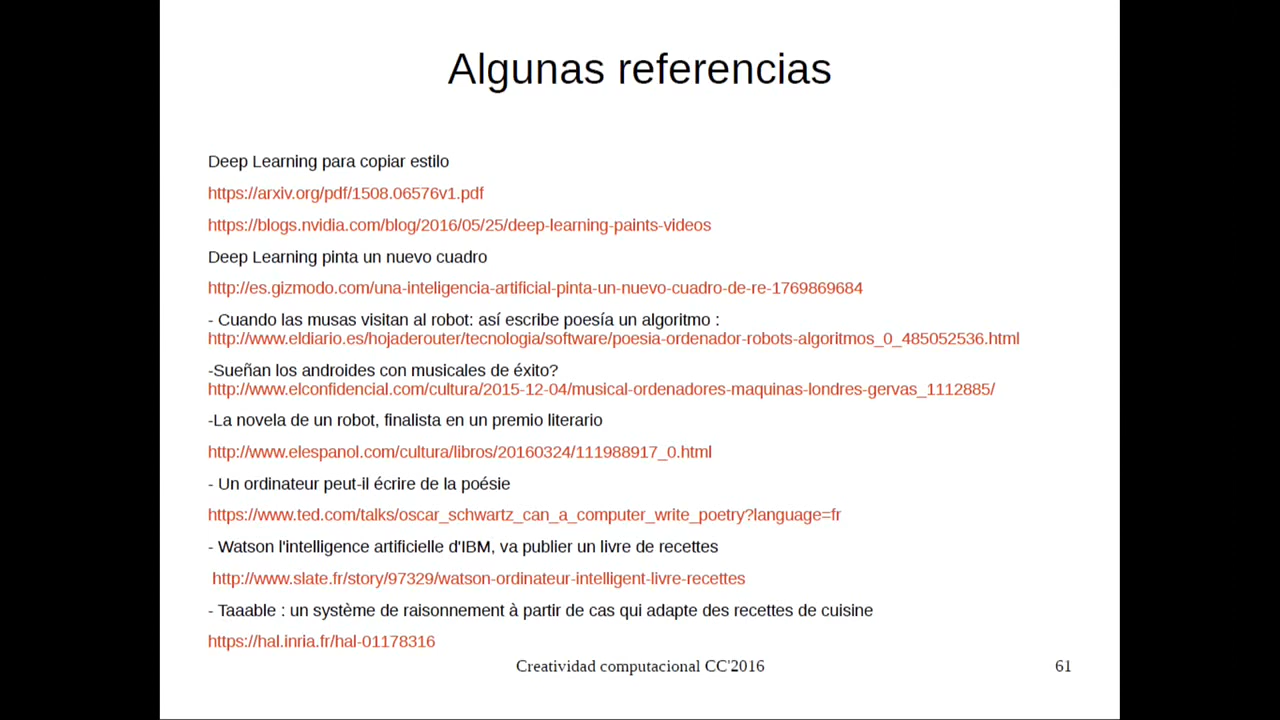 Algunas referencias
Deep Learning para copiar estilo
https://arxiv.org/pdf/1508.06576v1.pdf
https://blogs.nvidia.com/blog/2016/05/25/deep-learning-paints-videos
Deep Learning pinta un nuevo cuadro
http://es.gizmodo.com/una-inteligencia-artificial-pinta-un-nuevo-cuadro-de-re-1769869684
- Cuando las musas visitan al robot: así escribe poesía un algoritmo :
http://www.eldiario.es/hojaderouter/tecnologia/software/poesia-ordenador-robots-algoritmos_0_485052536.html
-Sueñan los androides con musicales de éxito?
http://www.elconfidencial.com/cultura/2015-12-04/musical-ordenadores-maquinas-londres-gervas_1112885/
-La novela de un robot, finalista en un premio literario
http://www.elespanol.com/cultura/libros/20160324/111988917_0.html
- Un ordinateur peut-il écrire de la poésie
https://www.ted.com/talks/oscar_schwartz_can_a_computer_write_poetry?language=fr
- Watson l'intelligence artificielle d'IBM, va publier un livre de recettes
http://www.slate.fr/story/97329/watson-ordinateur-intelligent-livre-recettes
- Taaable : un système de raisonnement à partir de cas qui adapte des recettes de cuisine
https://hal.inria.fr/hal-01178316
Creatividad computacional CC'2016
61